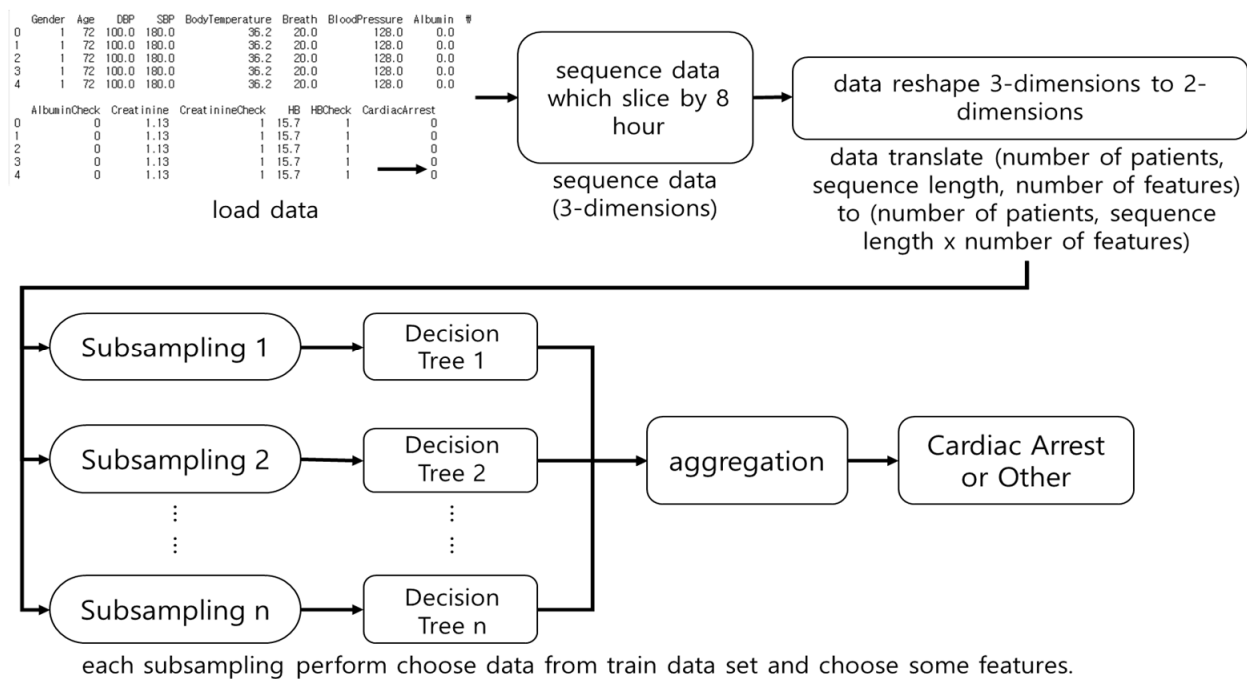 Gender Age DBP SBP BodyTemperature Breath BloodPressure Albumin ₩
0 1 72 100.0 180.0 36.2 20.0 128.0 0.0
1 1 72 100.0 180.0 36.2 20.0 128.0 0.0
2 1 72 100.0 180.0 36.2 20.0 128.0 0.0
3 1 72 100.0 180.0 36.2 20.0 128.0 0.0
4 1 72 100.0 180.0 36.2 20.0 128.0 0.0
AlbuminCheck Creatinine CreatinineCheck HB HBCheck CardiacArrest
0 0 1.13 1 15.7 1 0
1 0 1.13 1 15.7 1 0
2 0 1.13 1 15.7 1 0
3 0 1.13 1 15.7 1 0
4 0 1.13 1 15.7 1 0
load data
sequence data
which slice by 8
hour
sequence data
(3-dimensions)
data reshape 3-dimensions to 2-
dimensions
data translate (number of patients,
sequence length, number of features)
to (number of patients, sequence
length x number of features)
Subsampling 1
Decision
Tree 1
Subsampling 2
Decision
Tree 2
aggregation
Cardiac Arrest
or Other
Subsampling n
Decision
Tree n
each subsampling perform choose data from train data set and choose some features.